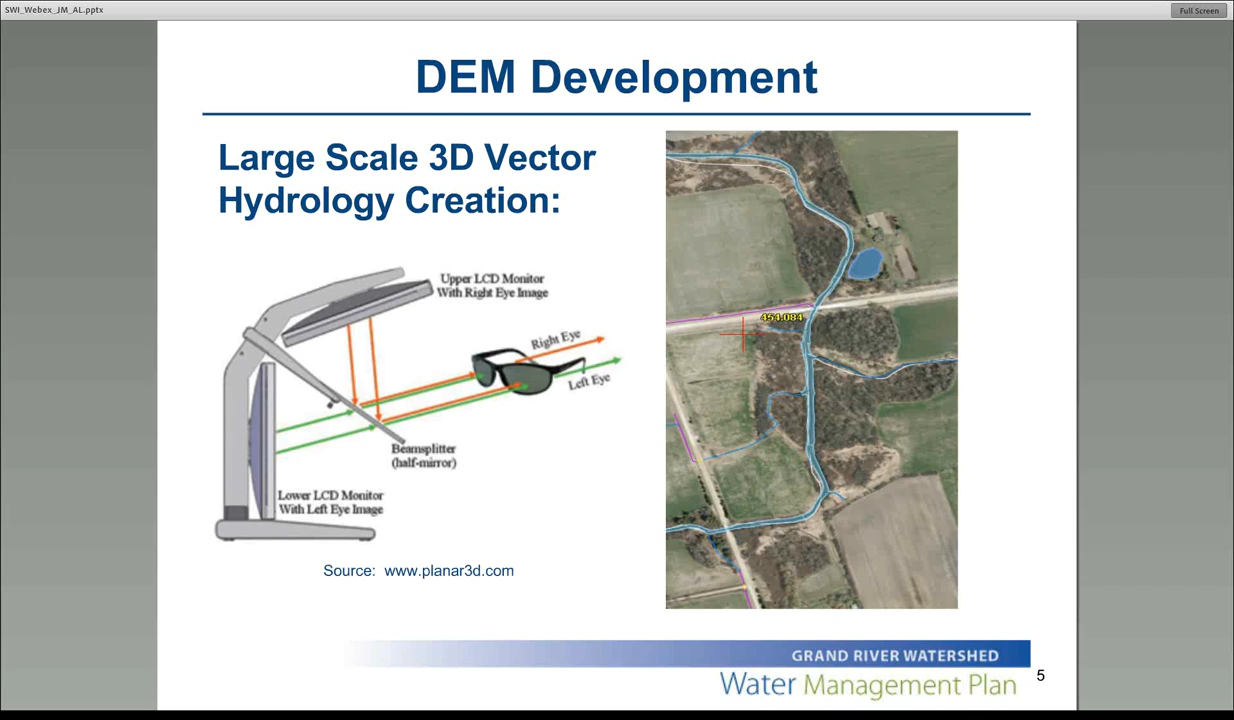 SWI_Webex_JM_AL.pptx
Full Screen
DEM Development
Large Scale 3D Vector
Hydrology Creation:
Upper LCD Monitor
With Right Eye Image
Right Eye
Left Eye
Beamsplitter
(half-mirror)
Lower LCD Monitor
With Left Eye Image
454.084
Source: www.planar3d.com
GRAND RIVER WATERSHED
Water Management Plan
5